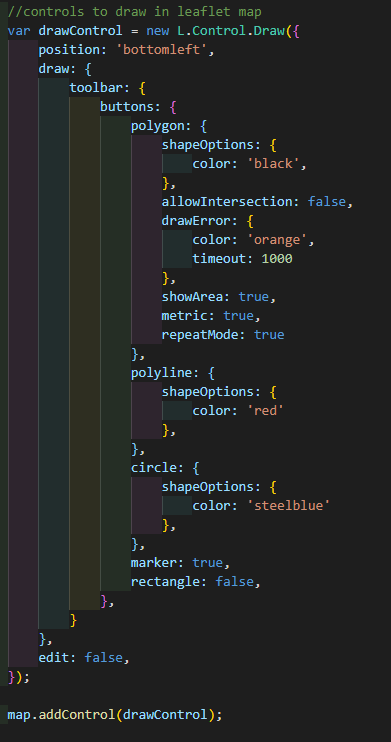 //controls to draw in leaflet map
var drawControl = new L.Control.Draw({
    position: 'bottomleft',
    draw: {
        toolbar: {
            buttons: {
                polygon: {
                    shapeOptions: {
                        color: 'black',
                    },
                    allowIntersection: false,
                    drawError: {
                        color: 'orange',
                        timeout: 1000
                    },
                    showArea: true,
                    metric: true,
                    repeatMode: true
                },
                polyline: {
                    shapeOptions: {
                        color: 'red'
                    },
                },
                circle: {
                    shapeOptions: {
                        color: 'steelblue'
                    },
                },
                marker: true,
                rectangle: false,
            },
        }
    },
    edit: false,
});
map.addControl(drawControl);